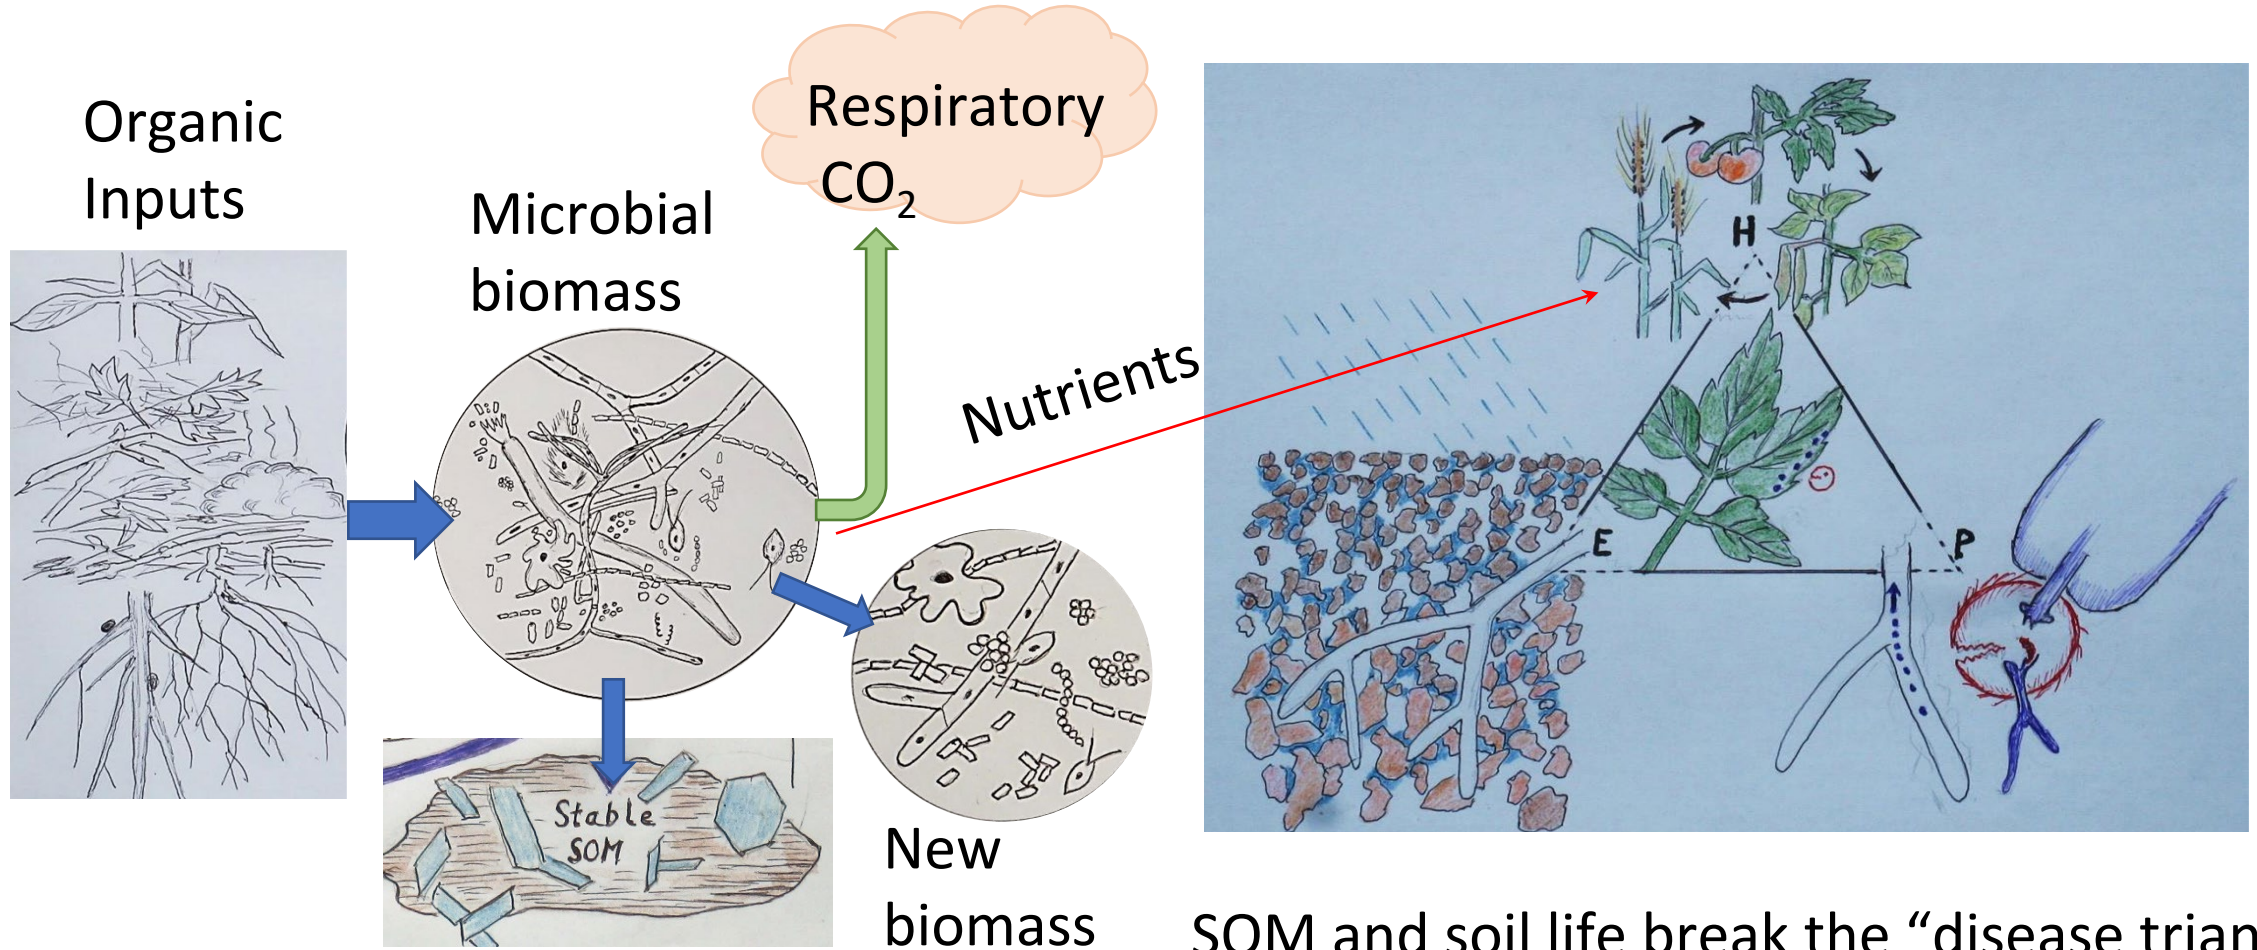 Organic
Inputs
Microbial
biomass
Respiratory
CO₂
Nutrients
Stable
SOM
New
biomass
H
E
P
SOM and soil life break the “disease trian